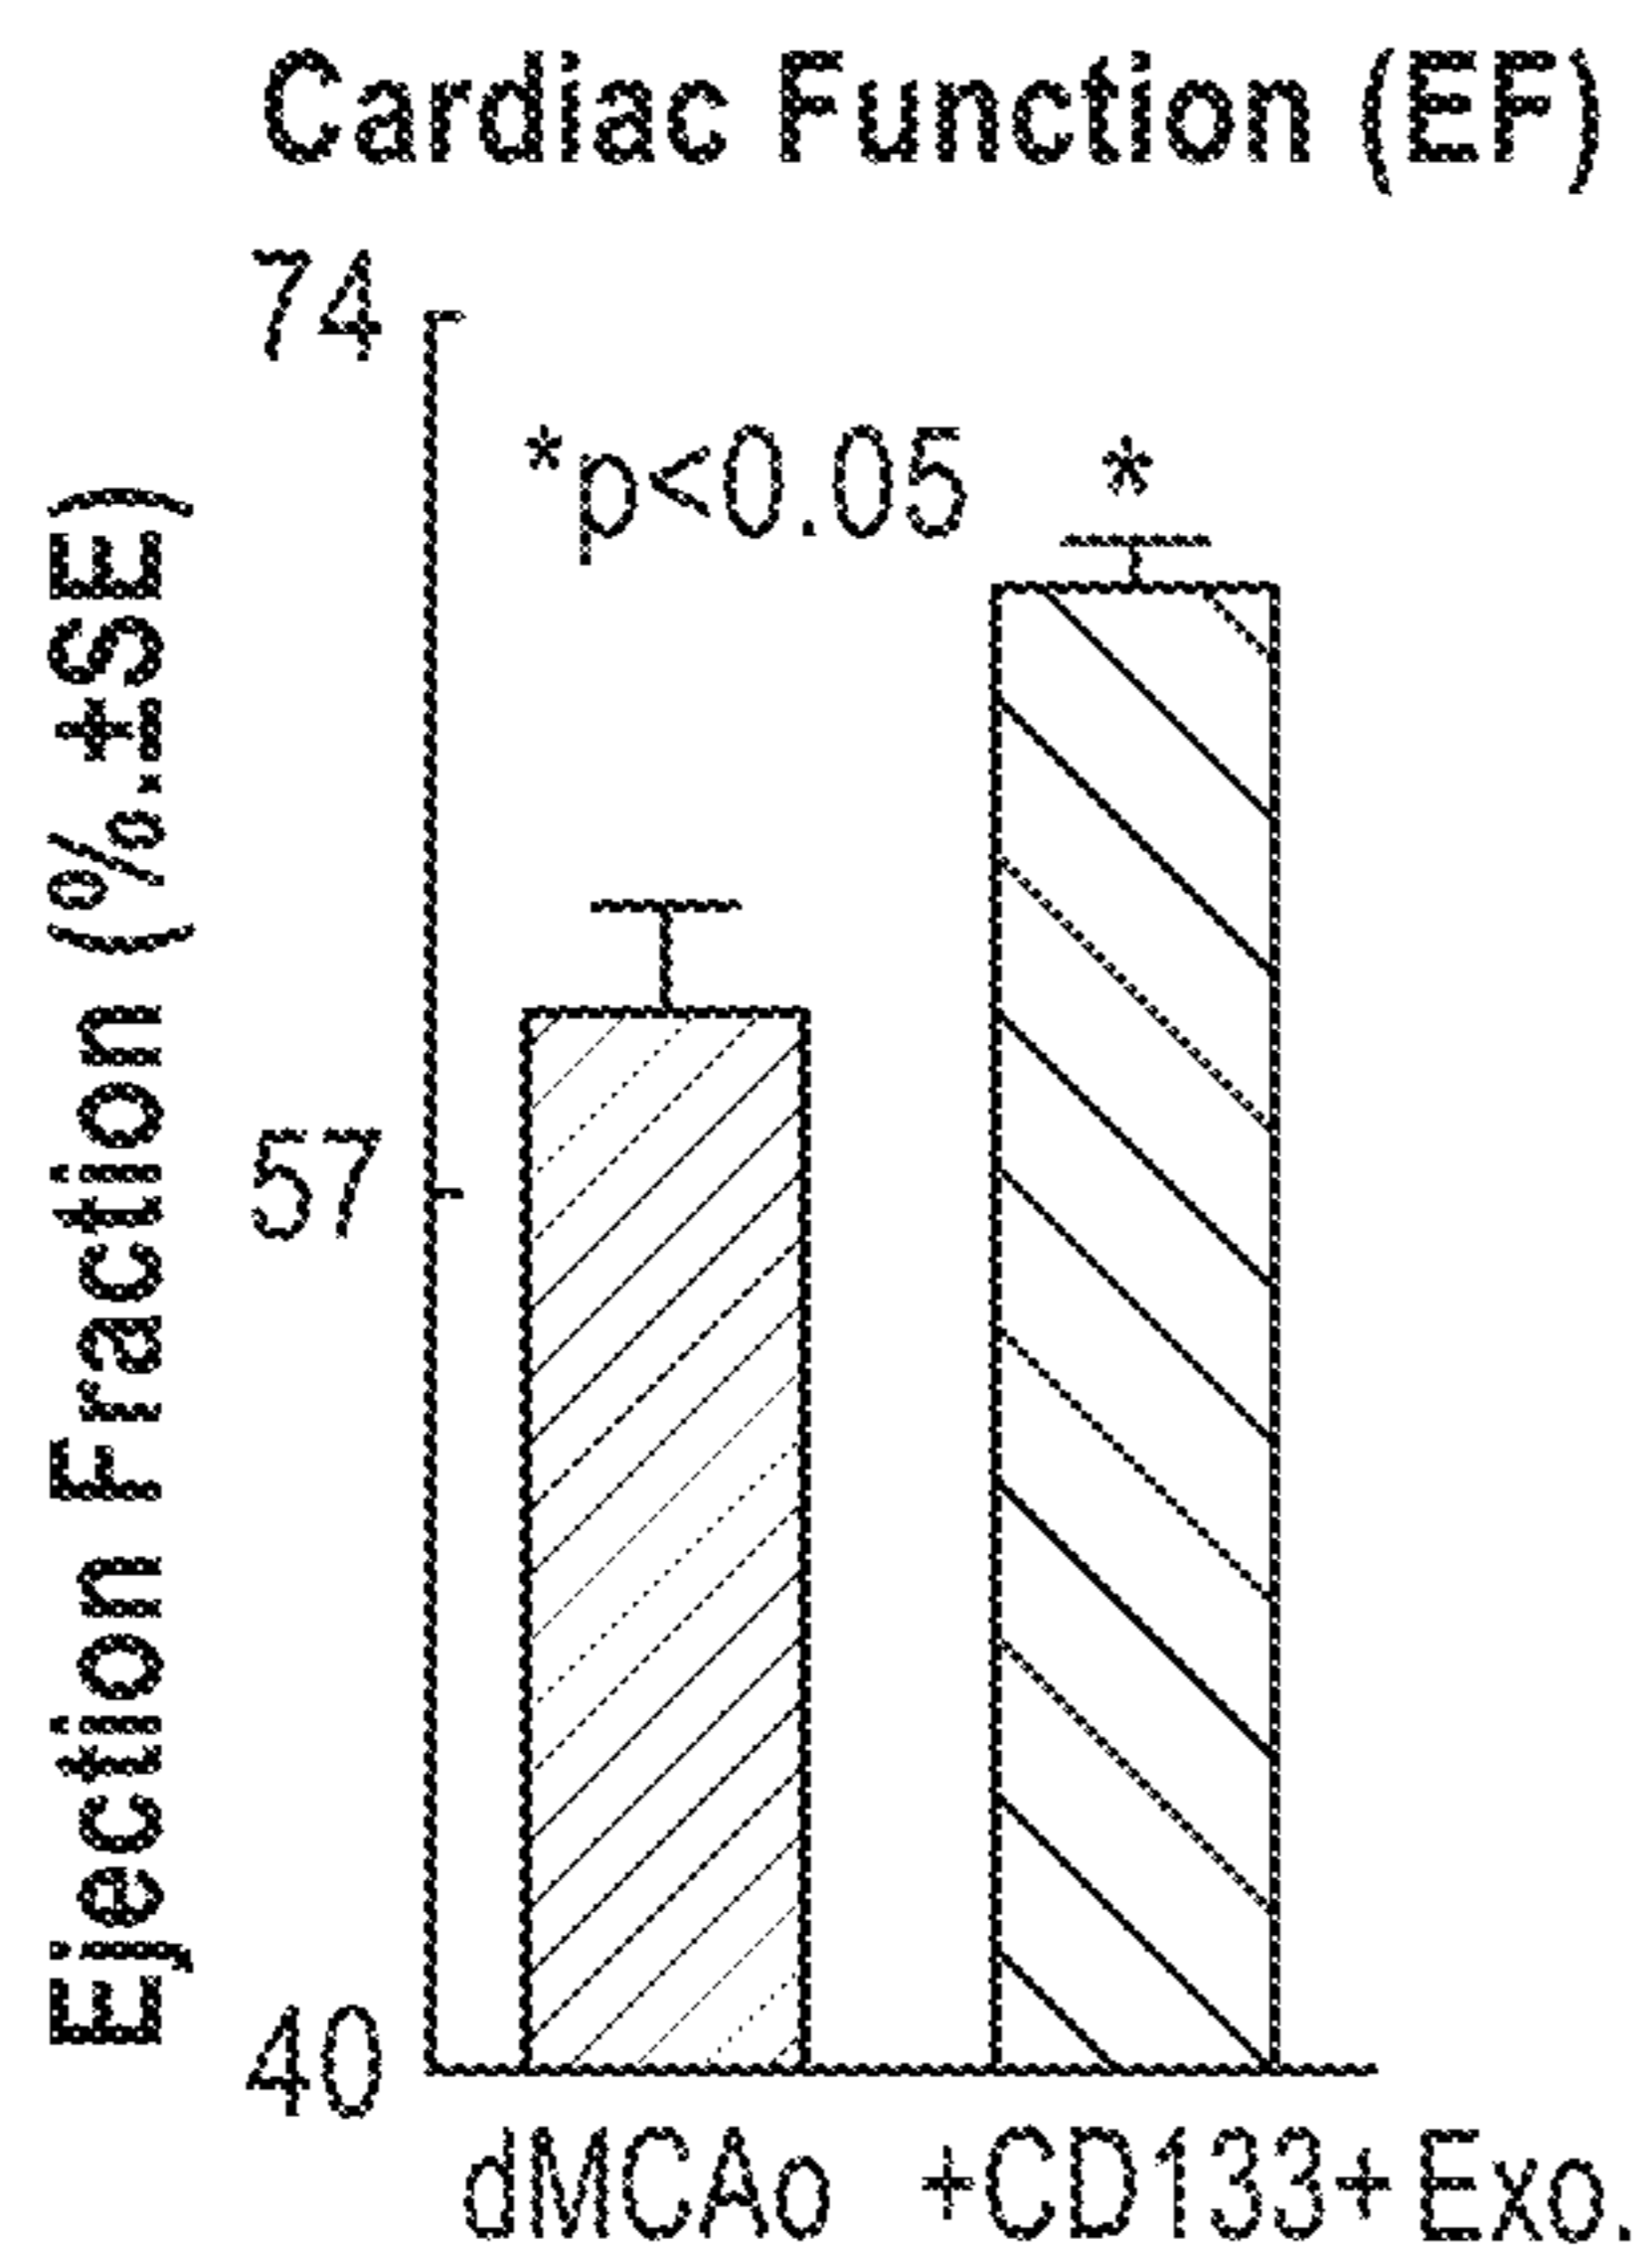 Cardiac Function (EF)
Ejection Fraction (%.±SE)
74
*p<0.05 *
57
40
dMCAo +CD133+Exo.